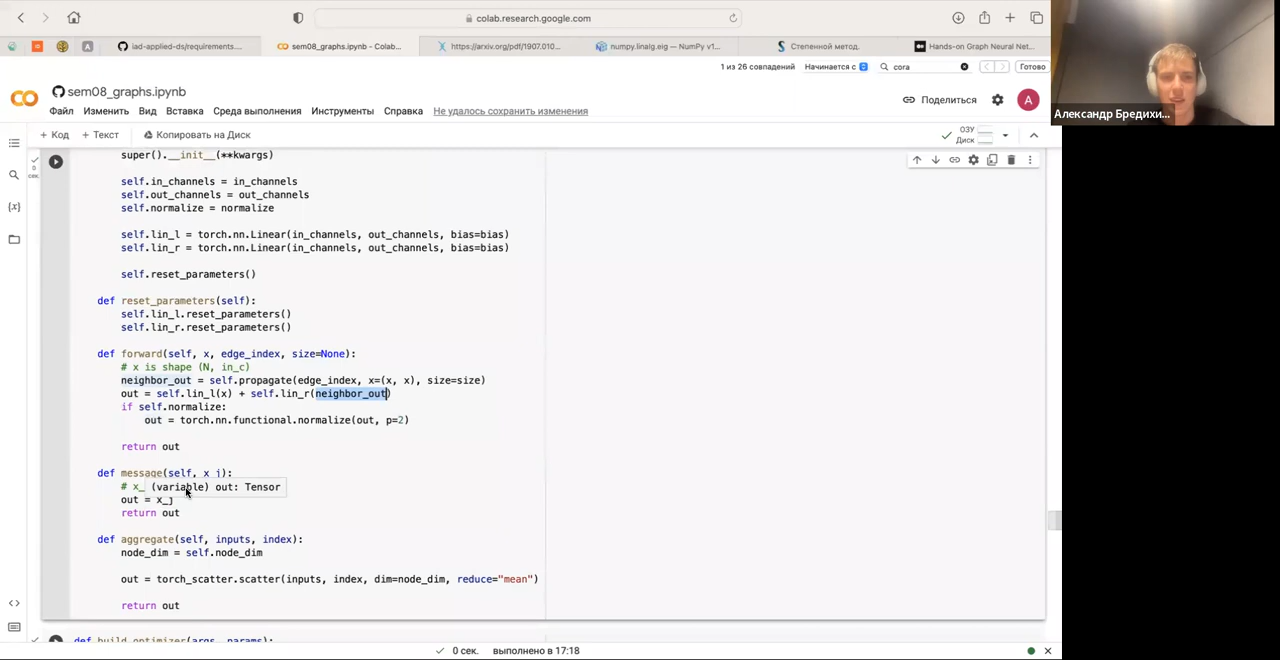 colab.research.google.com
iad-applied-ds/requirements....
sem08_graphs.ipynb - Colab...
https://arxiv.org/pdf/1907.010...
numpy.linalg.eig — NumPy v1...
Степенной метод.
Hands-on Graph Neural Net...
1 из 26 совпадений
Начинается с
cora
Готово
sem08_graphs.ipynb
Файл Изменить Вид Вставка Среда выполнения Инструменты Справка Не удалось сохранить изменения
Поделиться
A
Александр Бредихи...
+ Код + Текст Копировать на Диск
ОЗУ
Диск
0
сек.
super().__init__(**kwargs)
self.in_channels = in_channels
self.out_channels = out_channels
self.normalize = normalize
self.lin_l = torch.nn.Linear(in_channels, out_channels, bias=bias)
self.lin_r = torch.nn.Linear(in_channels, out_channels, bias=bias)
self.reset_parameters()
def reset_parameters(self):
self.lin_l.reset_parameters()
self.lin_r.reset_parameters()
def forward(self, x, edge_index, size=None):
# x is shape (N, in_c)
neighbor_out = self.propagate(edge_index, x=(x, x), size=size)
out = self.lin_l(x) + self.lin_r(neighbor_out)
if self.normalize:
out = torch.nn.functional.normalize(out, p=2)
return out
def message(self, x_j):
# x_
(variable) out: Tensor
out = x_j
return out
def aggregate(self, inputs, index):
node_dim = self.node_dim
out = torch_scatter.scatter(inputs, index, dim=node_dim, reduce="mean")
return out
def build_optimizer(args, params):
0 сек. выполнено в 17:18